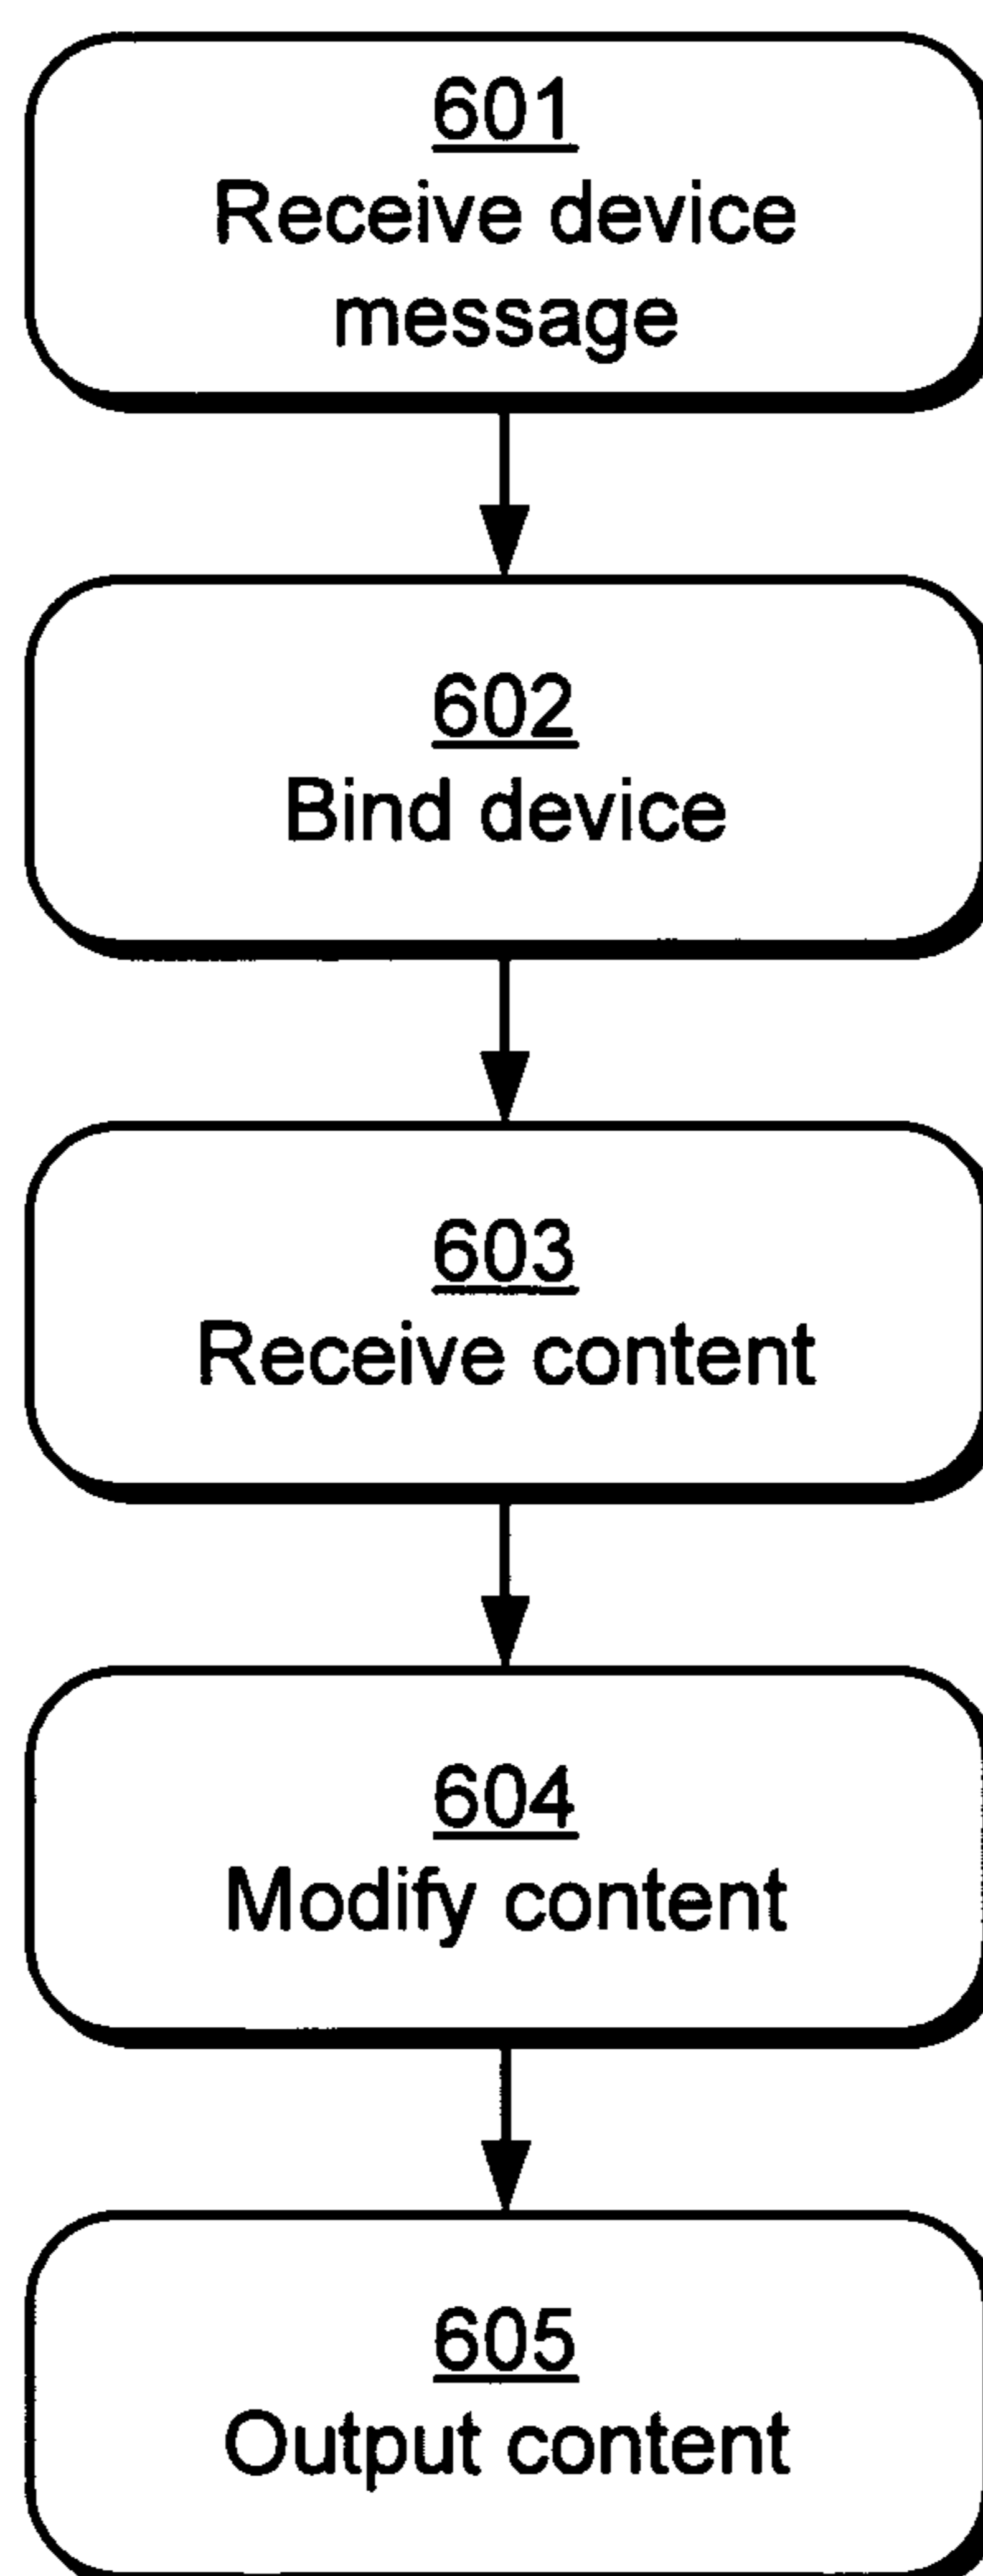 601
Receive device
message
602
Bind device
603
Receive content
604
Modify content
605
Output content